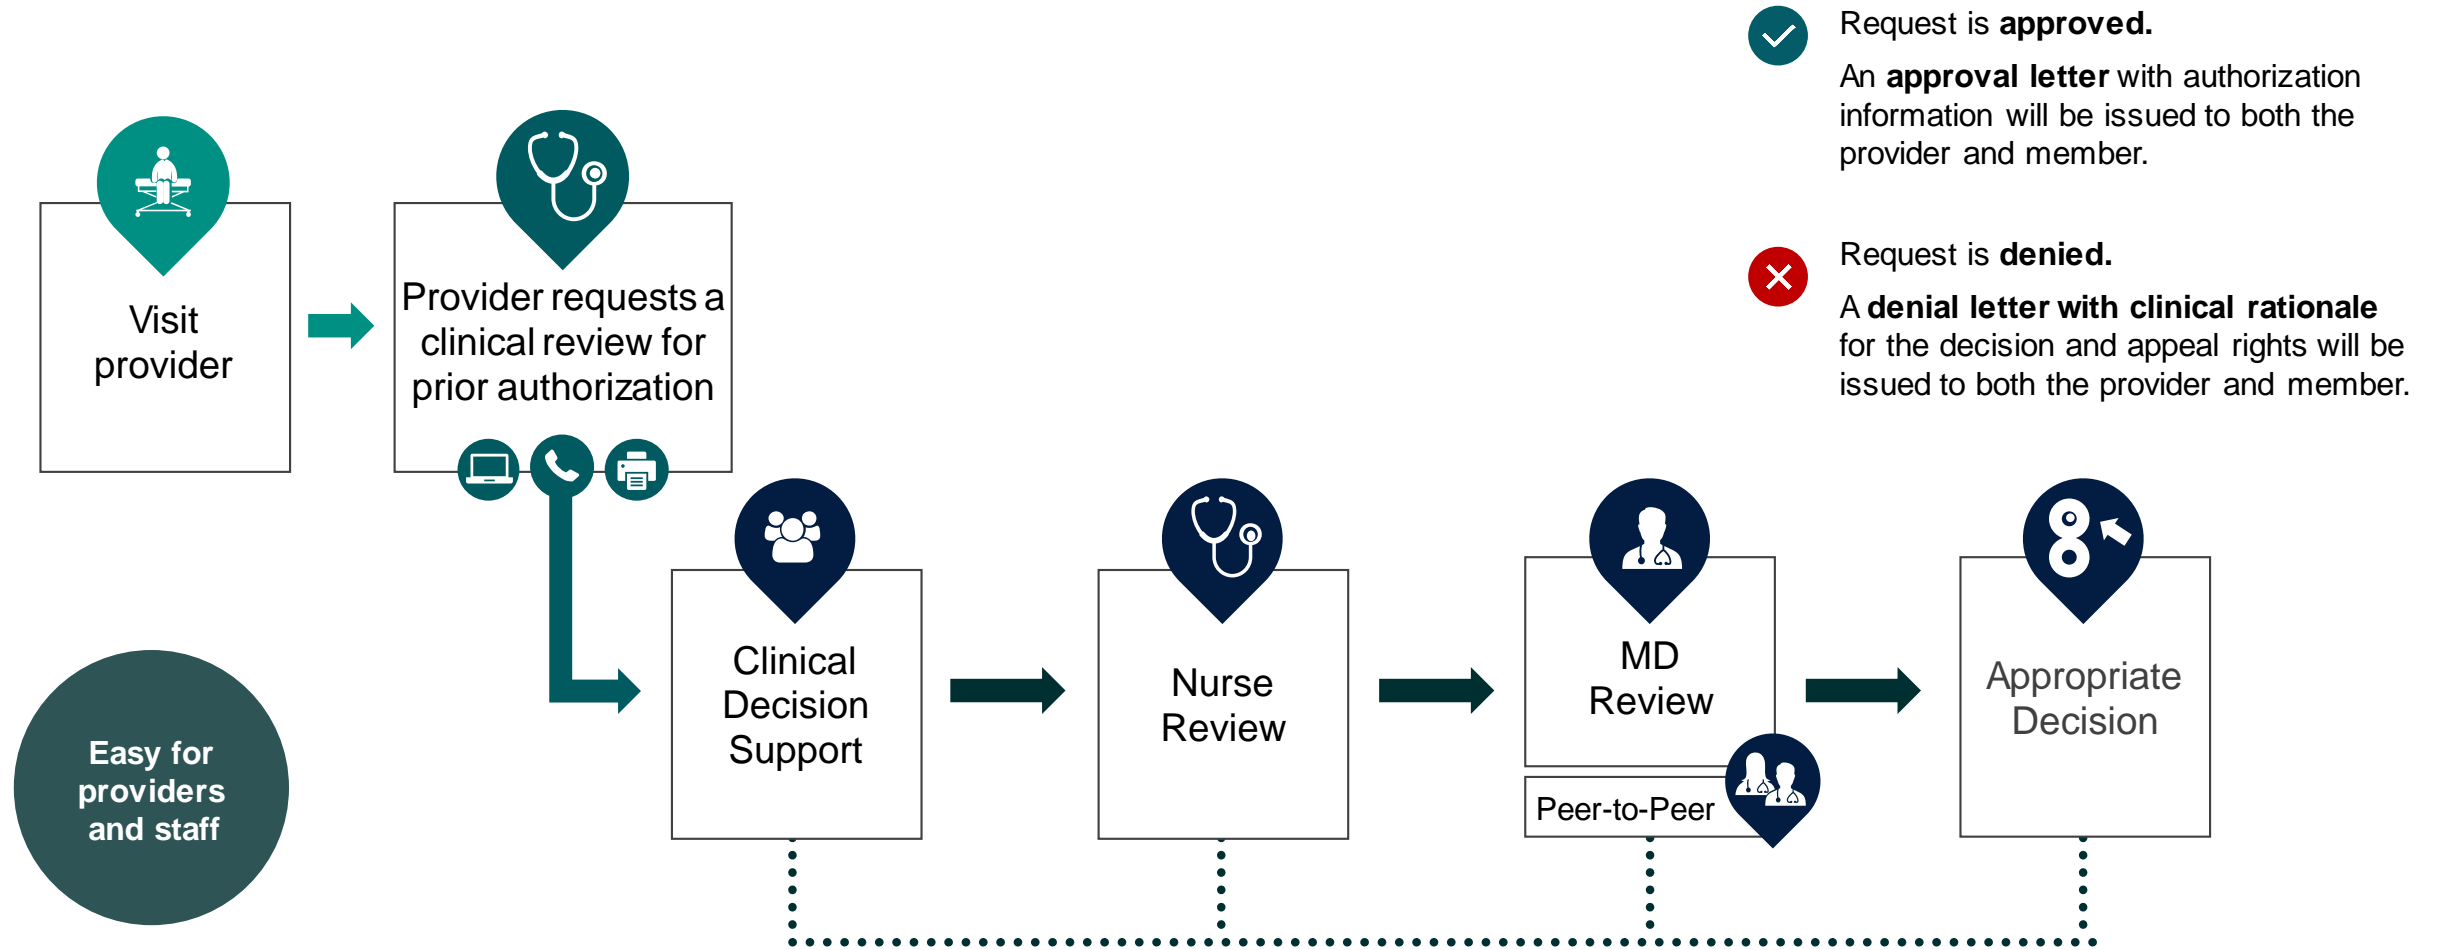 Request is approved.
An approval letter with authorization
information will be issued to both the
provider and member.
Request is denied.
A denial letter with clinical rationale
for the decision and appeal rights will be
issued to both the provider and member.
Visit
provider
Provider requests a
clinical review for
prior authorization
Easy for
providers
and staff
Clinical
Decision
Support
Nurse
Review
MD
Review
Peer-to-Peer
Appropriate
Decision